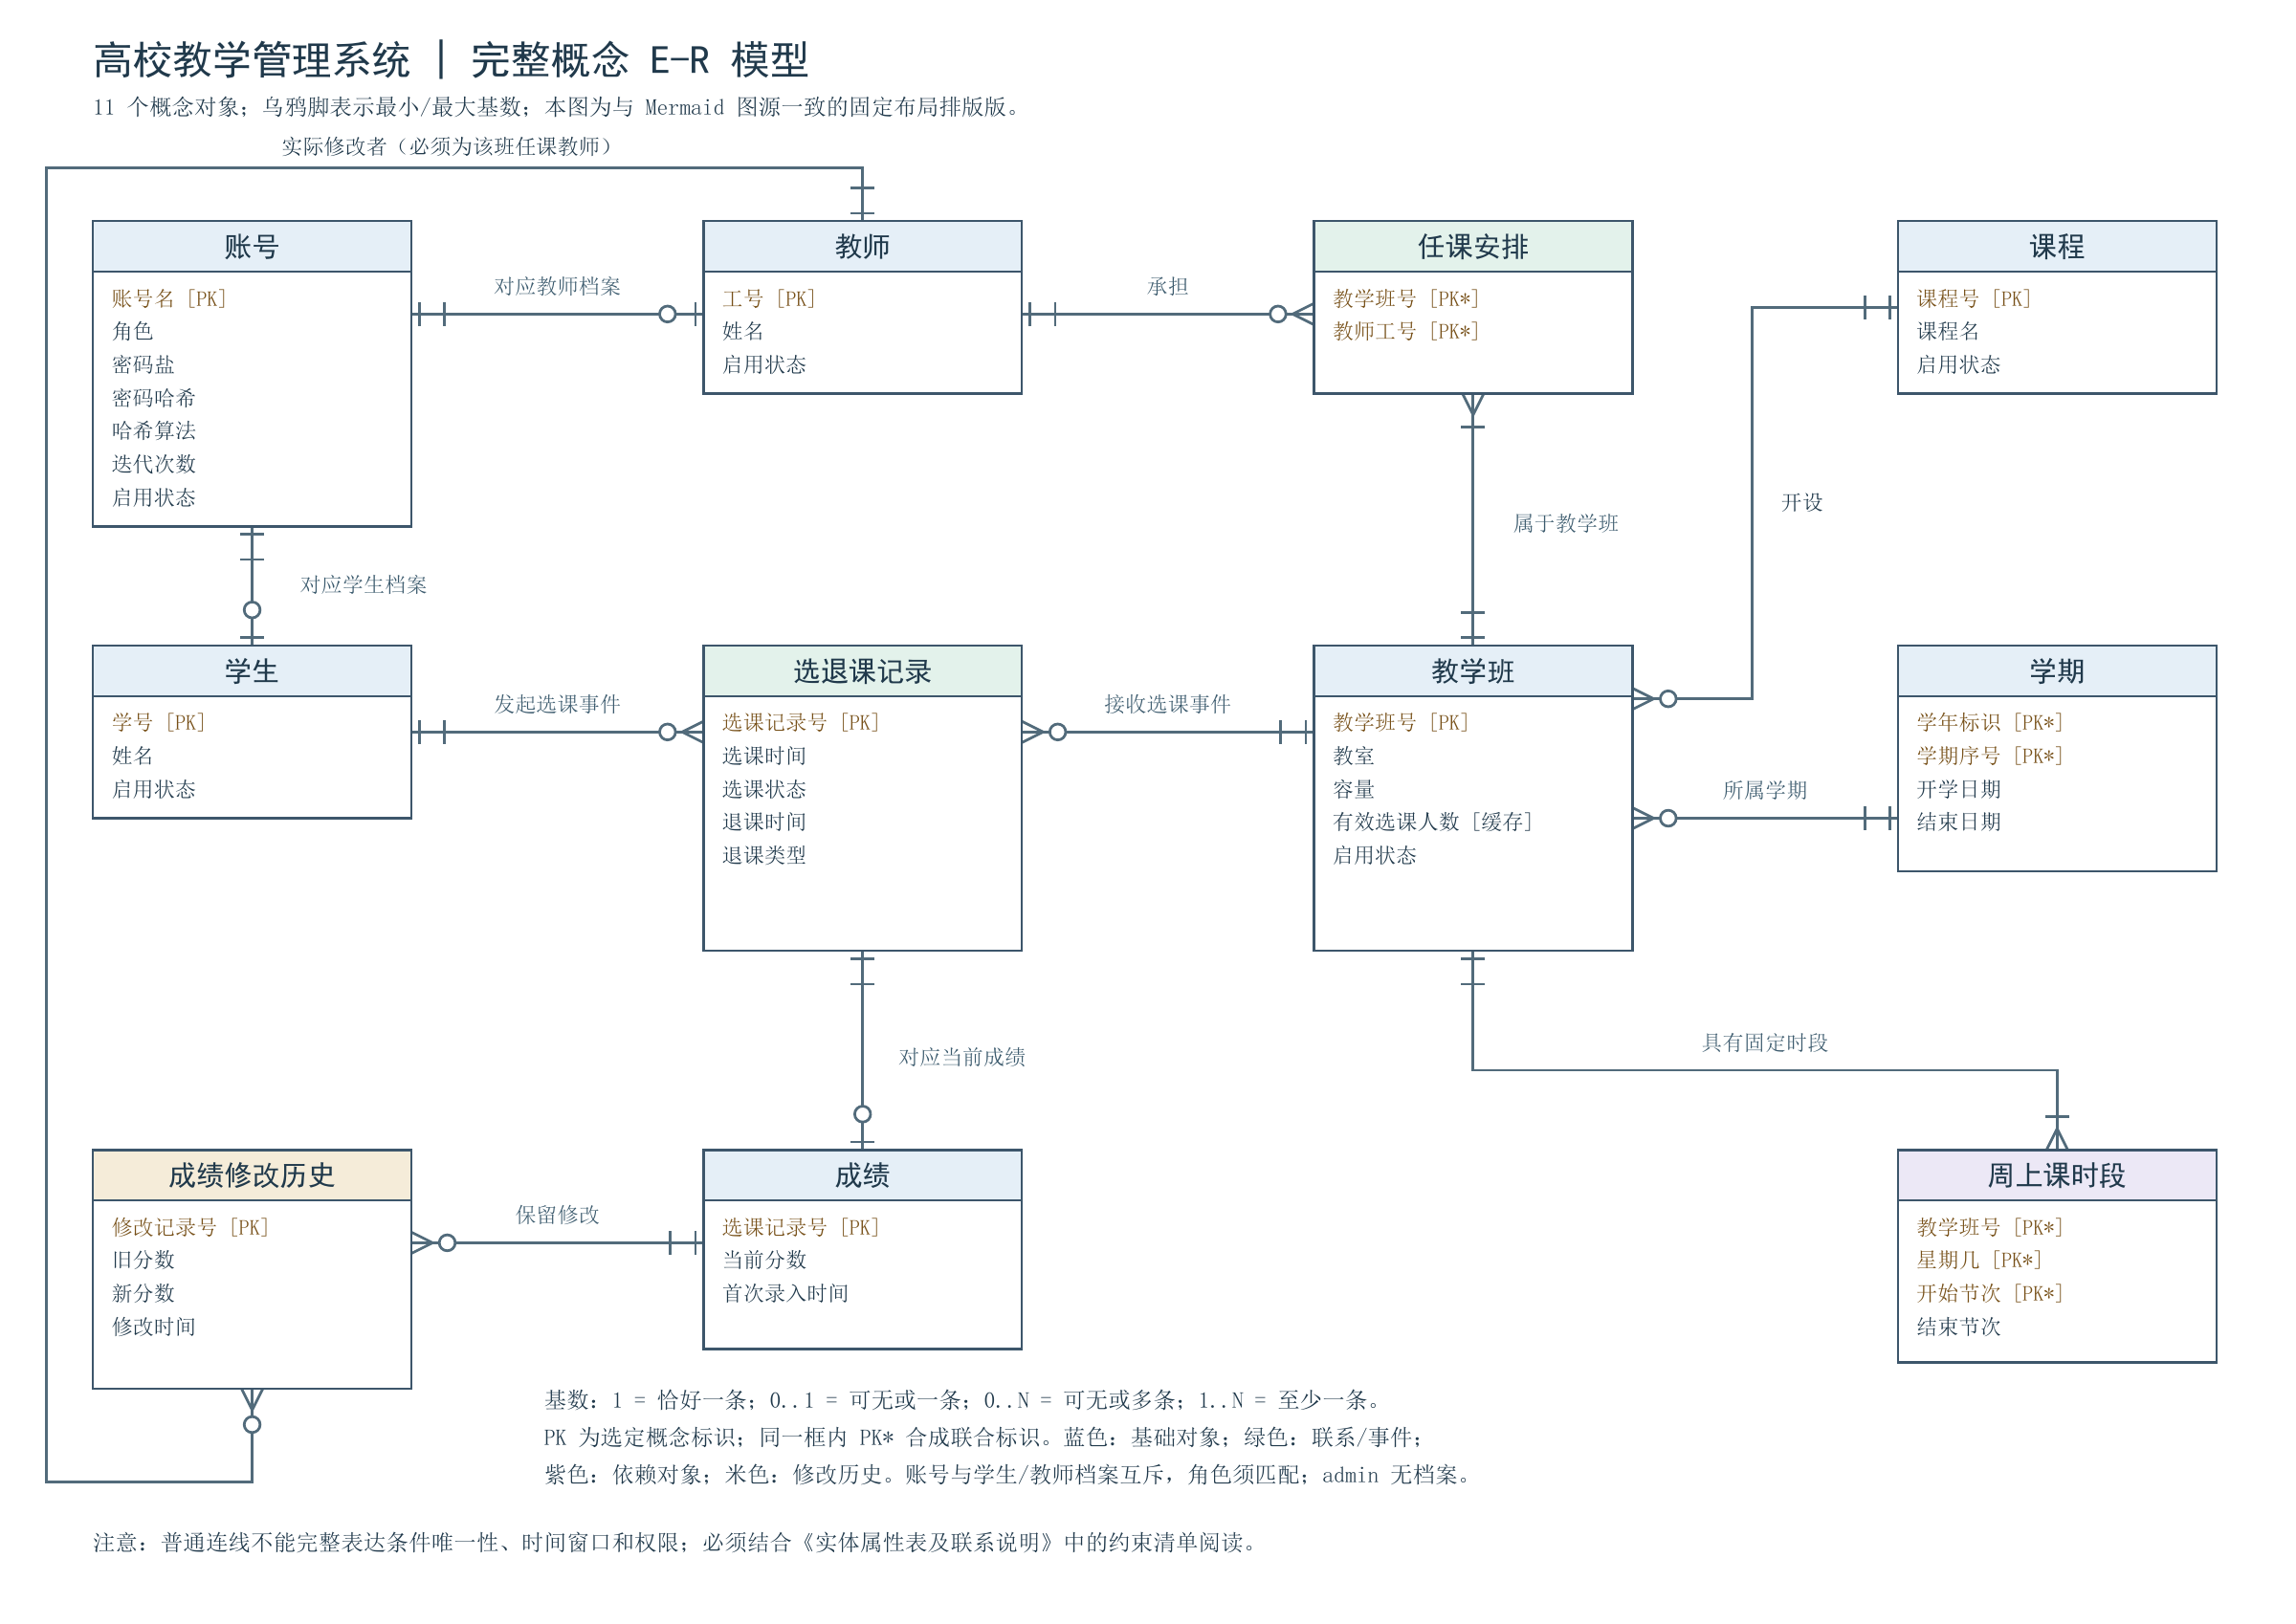 高校教学管理系统 | 完整概念 E-R 模型
11 个概念对象；乌鸦脚表示最小/最大基数；本图为与 Mermaid 图源一致的固定布局排版版。
实际修改者（必须为该班任课教师）
账号
账号名 [PK]
角色
密码盐
密码哈希
哈希算法
迭代次数
启用状态
对应教师档案
教师
工号 [PK]
姓名
启用状态
承担
任课安排
教学班号 [PK*]
教师工号 [PK*]
课程
课程号 [PK]
课程名
启用状态
开设
属于教学班
对应学生档案
学生
学号 [PK]
姓名
启用状态
发起选课事件
选退课记录
选课记录号 [PK]
选课时间
选课状态
退课时间
退课类型
接收选课事件
教学班
教学班号 [PK]
教室
容量
有效选课人数 [缓存]
启用状态
所属学期
学期
学年标识 [PK*]
学期序号 [PK*]
开学日期
结束日期
对应当前成绩
具有固定时段
成绩修改历史
修改记录号 [PK]
旧分数
新分数
修改时间
保留修改
成绩
选课记录号 [PK]
当前分数
首次录入时间
周上课时段
教学班号 [PK*]
星期几 [PK*]
开始节次 [PK*]
结束节次
基数：1 = 恰好一条；0..1 = 可无或一条；0..N = 可无或多条；1..N = 至少一条。
PK 为选定概念标识；同一框内 PK* 合成联合标识。蓝色：基础对象；绿色：联系/事件；
紫色：依赖对象；米色：修改历史。账号与学生/教师档案互斥，角色须匹配；admin 无档案。
注意：普通连线不能完整表达条件唯一性、时间窗口和权限；必须结合《实体属性表及联系说明》中的约束清单阅读。